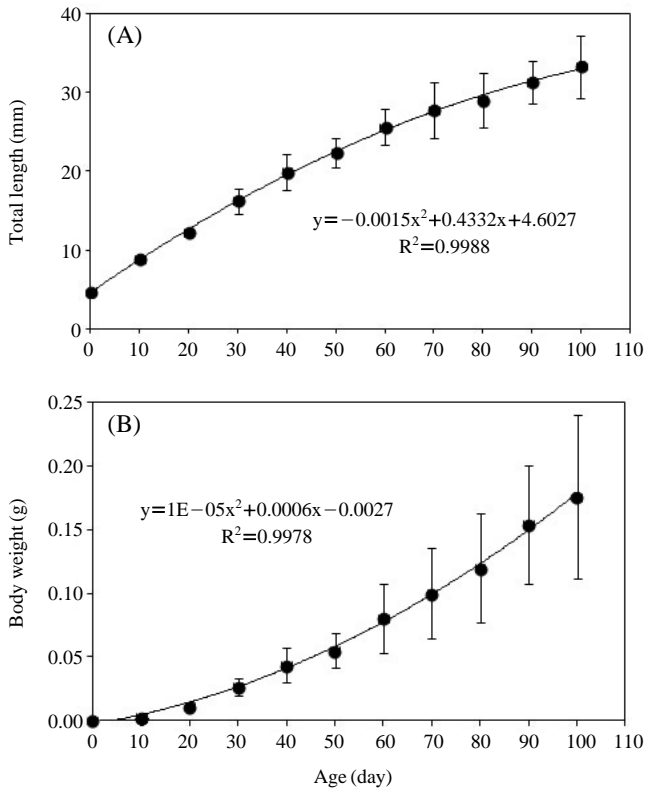 (A)
Total length (mm)
40
30
20
10
0
y=−0.0015x²+0.4332x+4.6027
R²=0.9988
0 10 20 30 40 50 60 70 80 90 100 110
(B)
Body weight (g)
0.25
0.20
0.15
0.10
0.05
0.00
y=1E−05x²+0.0006x−0.0027
R²=0.9978
0 10 20 30 40 50 60 70 80 90 100 110
Age (day)